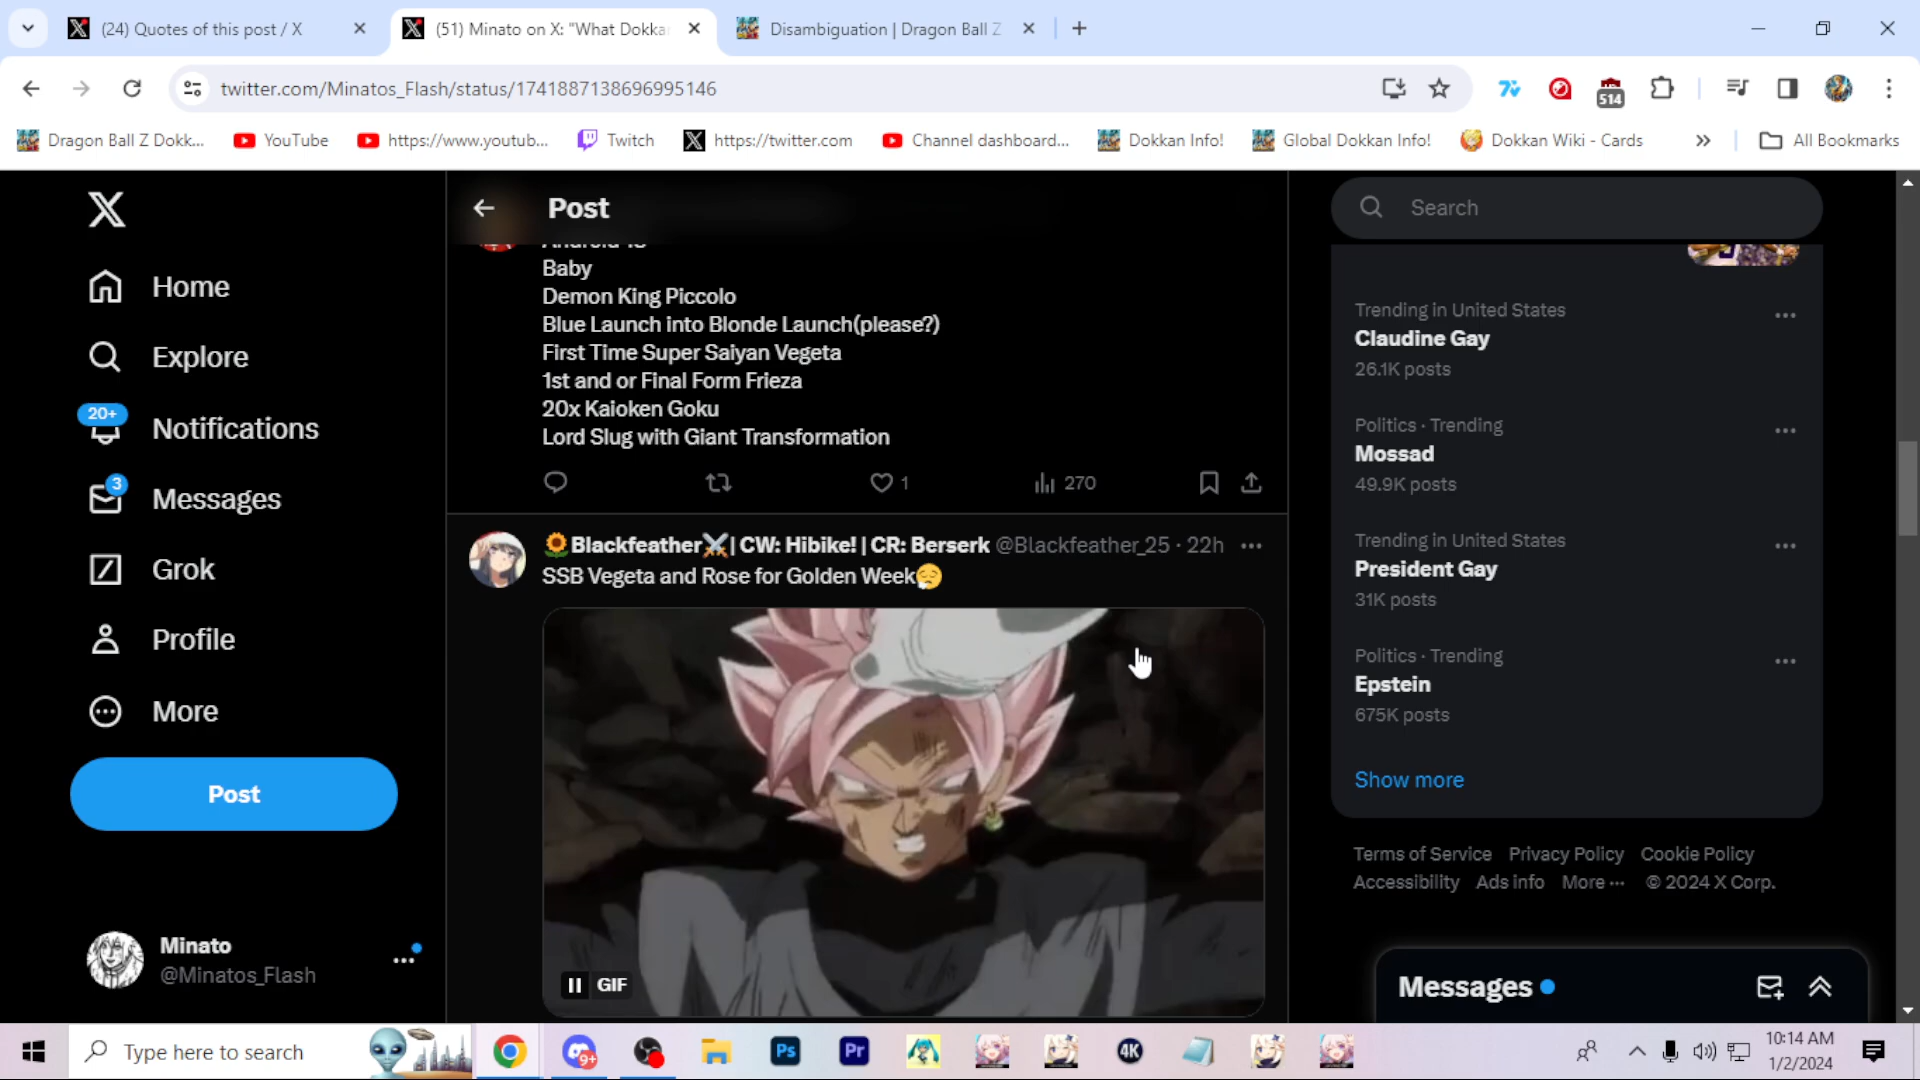 (24) Quotes of this post / X
(51) Minato on X: "What Dokka
Disambiguation | Dragon Ball Z
twitter.com/Minatos_Flash/status/1741887138696995146
514
Dragon Ball Z Dokk...
YouTube
https://www.youtub...
Twitch
https://twitter.com
Channel dashboard...
Dokkan Info!
Global Dokkan Info!
Dokkan Wiki - Cards
All Bookmarks
Home
Explore
20+
Notifications
3
Messages
Grok
Profile
More
Post
Minato
@Minatos_Flash
Post
Baby
Demon King Piccolo
Blue Launch into Blonde Launch(please?)
First Time Super Saiyan Vegeta
1st and or Final Form Frieza
20x Kaioken Goku
Lord Slug with Giant Transformation
1
270
🌻Blackfeather⚔️| CW: Hibike! | CR: Berserk @Blackfeather_25 · 22h
SSB Vegeta and Rose for Golden Week😮‍💨
GIF
Search
Trending in United States
Claudine Gay
26.1K posts
Politics · Trending
Mossad
49.9K posts
Trending in United States
President Gay
31K posts
Politics · Trending
Epstein
675K posts
Show more
Terms of Service Privacy Policy Cookie Policy
Accessibility Ads info More ··· © 2024 X Corp.
Messages
Type here to search
9+
Ps
Pr
4K
10:14 AM
1/2/2024